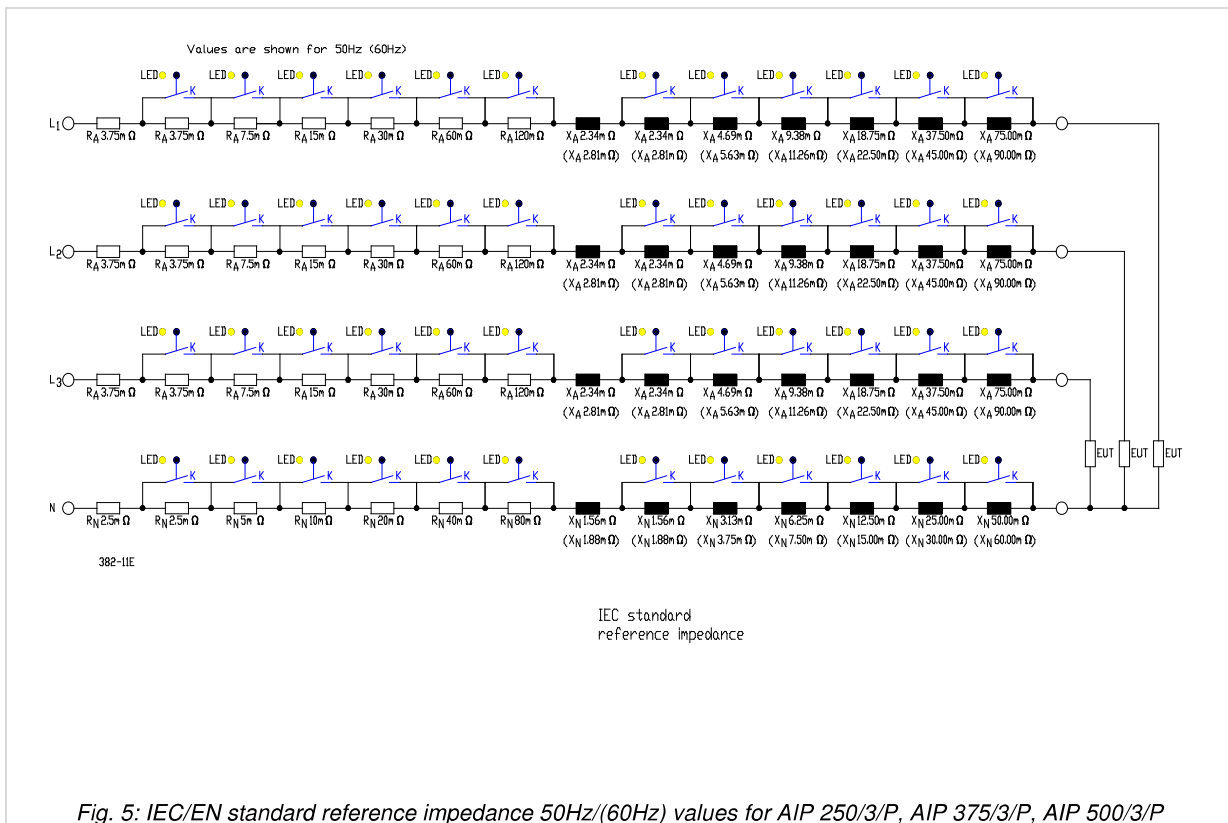 Values are shown for 50Hz (60Hz)
LED LED LED LED LED LED LED LED LED LED LED LED
K K K K K K K K K K K K
L1
RA 3.75m Ω RA 3.75m Ω RA 7.5m Ω RA 15m Ω RA 30m Ω RA 60m Ω RA 120m Ω XA 2.34m Ω XA 2.34m Ω XA 4.69m Ω XA 9.38m Ω XA 18.75m Ω XA 37.50m Ω XA 75.00m Ω
(XA 2.81m Ω) (XA 2.81m Ω) (XA 5.63m Ω) (XA 11.26m Ω) (XA 22.50m Ω) (XA 45.00m Ω) (XA 90.00m Ω)
LED LED LED LED LED LED LED LED LED LED LED LED
K K K K K K K K K K K K
L2
RA 3.75m Ω RA 3.75m Ω RA 7.5m Ω RA 15m Ω RA 30m Ω RA 60m Ω RA 120m Ω XA 2.34m Ω XA 2.34m Ω XA 4.69m Ω XA 9.38m Ω XA 18.75m Ω XA 37.50m Ω XA 75.00m Ω
(XA 2.81m Ω) (XA 2.81m Ω) (XA 5.63m Ω) (XA 11.26m Ω) (XA 22.50m Ω) (XA 45.00m Ω) (XA 90.00m Ω)
LED LED LED LED LED LED LED LED LED LED LED LED
K K K K K K K K K K K K
L3
RA 3.75m Ω RA 3.75m Ω RA 7.5m Ω RA 15m Ω RA 30m Ω RA 60m Ω RA 120m Ω XA 2.34m Ω XA 2.34m Ω XA 4.69m Ω XA 9.38m Ω XA 18.75m Ω XA 37.50m Ω XA 75.00m Ω
(XA 2.81m Ω) (XA 2.81m Ω) (XA 5.63m Ω) (XA 11.26m Ω) (XA 22.50m Ω) (XA 45.00m Ω) (XA 90.00m Ω)
EUT EUT EUT
LED LED LED LED LED LED LED LED LED LED LED LED
K K K K K K K K K K K K
N
RN 2.5m Ω RN 2.5m Ω RN 5m Ω RN 10m Ω RN 20m Ω RN 40m Ω RN 80m Ω XN 1.56m Ω XN 1.56m Ω XN 3.13m Ω XN 6.25m Ω XN 12.50m Ω XN 25.00m Ω XN 50.00m Ω
(XN 1.88m Ω) (XN 1.88m Ω) (XN 3.75m Ω) (XN 7.50m Ω) (XN 15.00m Ω) (XN 30.00m Ω) (XN 60.00m Ω)
382-11E
IEC standard
reference impedance
Fig. 5: IEC/EN standard reference impedance 50Hz/(60Hz) values for AIP 250/3/P, AIP 375/3/P, AIP 500/3/P